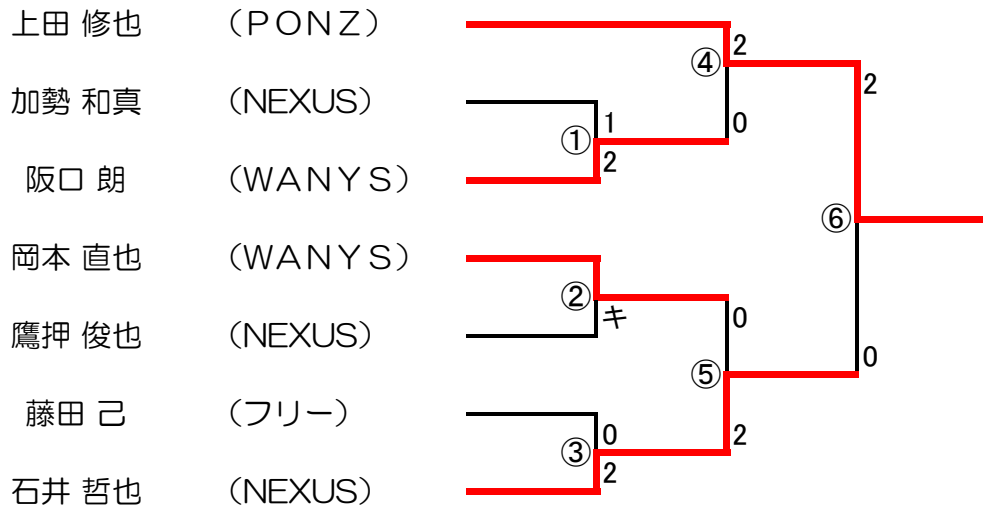 上田 修也 （ＰＯＮＺ）
2
④
2
加勢 和真 （NEXUS）
1
0
①
2
阪口 朗 （ＷＡＮＹＳ）
⑥
岡本 直也 （ＷＡＮＹＳ）
②
キ
0
鷹押 俊也 （NEXUS）
0
⑤
藤田 己 （フリー）
0
2
③
2
石井 哲也 （NEXUS）